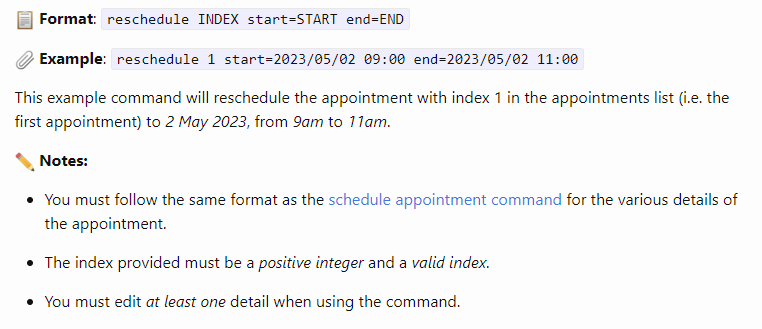 Format: reschedule INDEX start=START end=END
Example: reschedule 1 start=2023/05/02 09:00 end=2023/05/02 11:00
This example command will reschedule the appointment with index 1 in the appointments list (i.e. the
first appointment) to 2 May 2023, from 9am to 11am.
Notes:
• You must follow the same format as the schedule appointment command for the various details of
the appointment.
• The index provided must be a positive integer and a valid index.
• You must edit at least one detail when using the command.